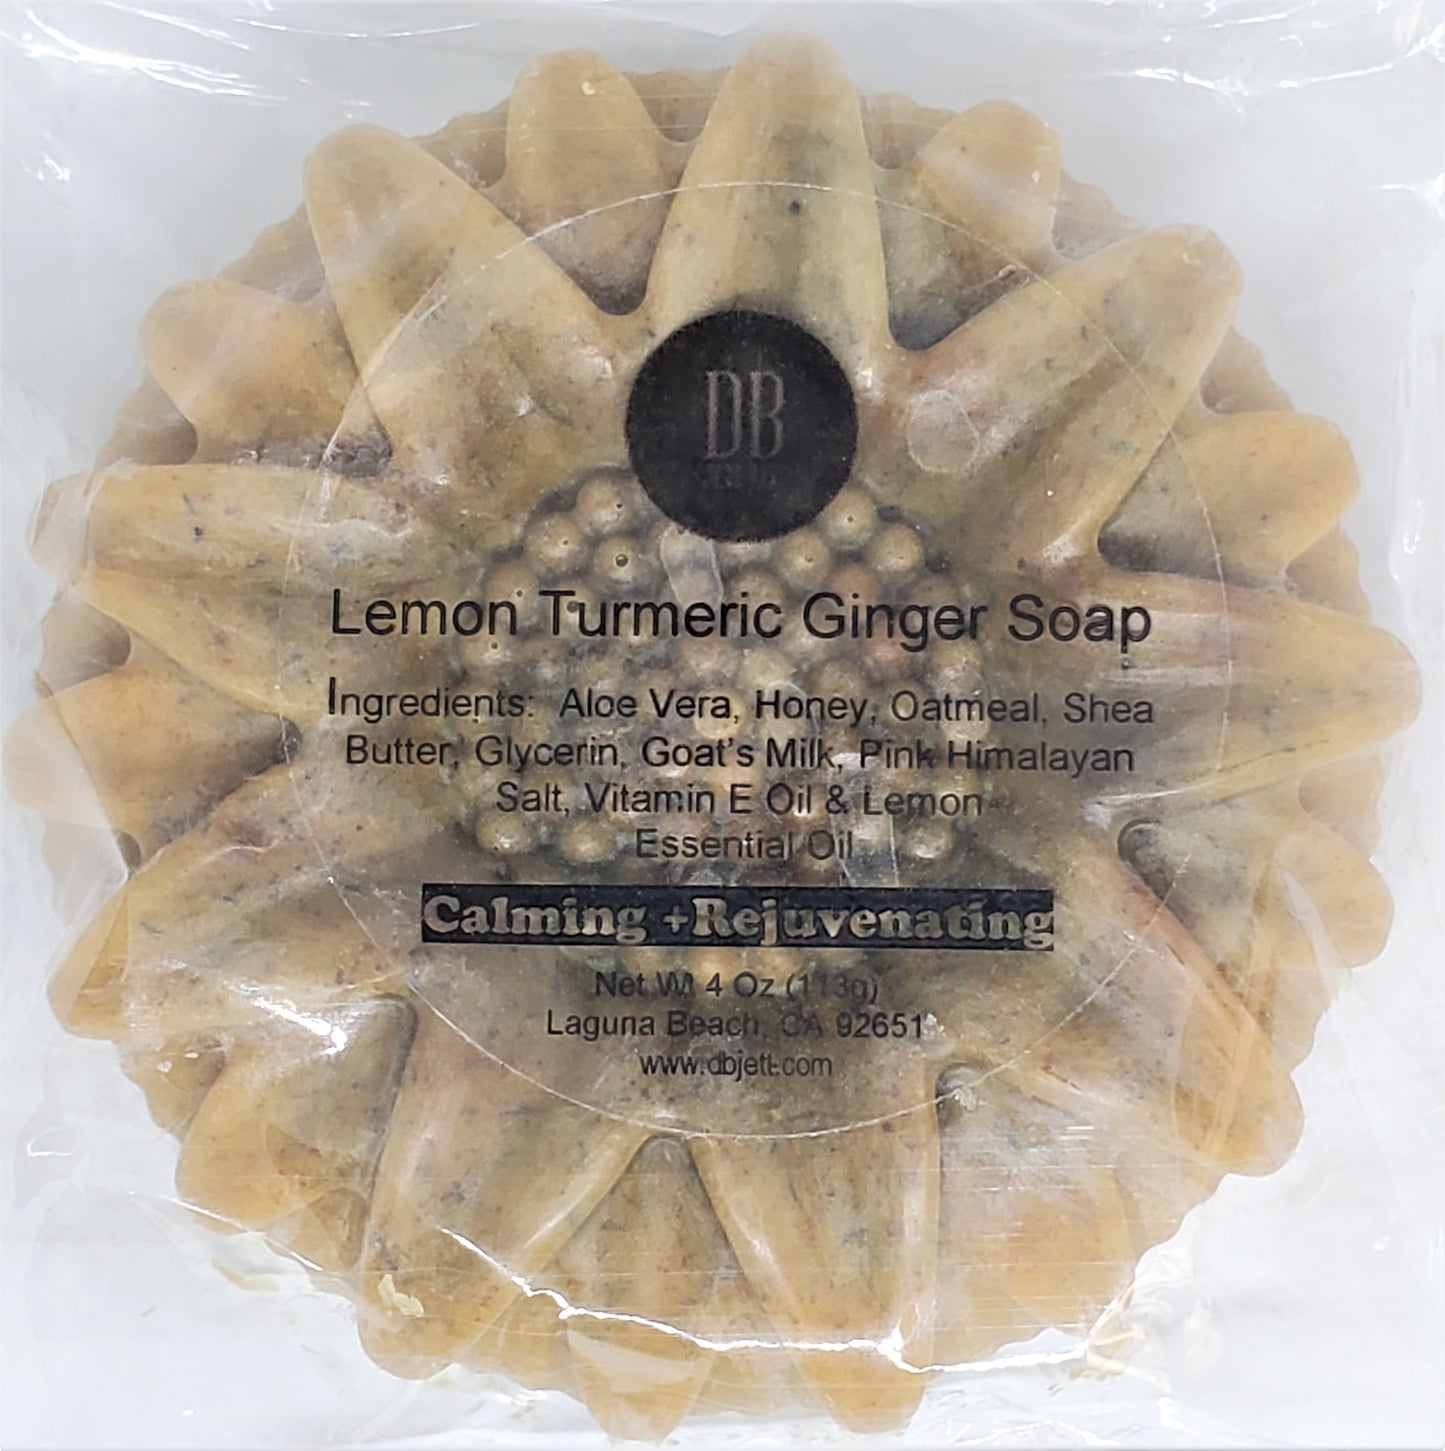 DB
Lemon Turmeric Ginger Soap
Ingredients: Aloe Vera, Honey, Oatmeal, Shea
Butter, Glycerin, Goat's Milk, Pink Himalayan
Salt, Vitamin E Oil & Lemon
Essential Oil
Calming +Rejuvenating
Net Wt 4 Oz (113g)
Laguna Beach, CA 92651
www.dbjett.com